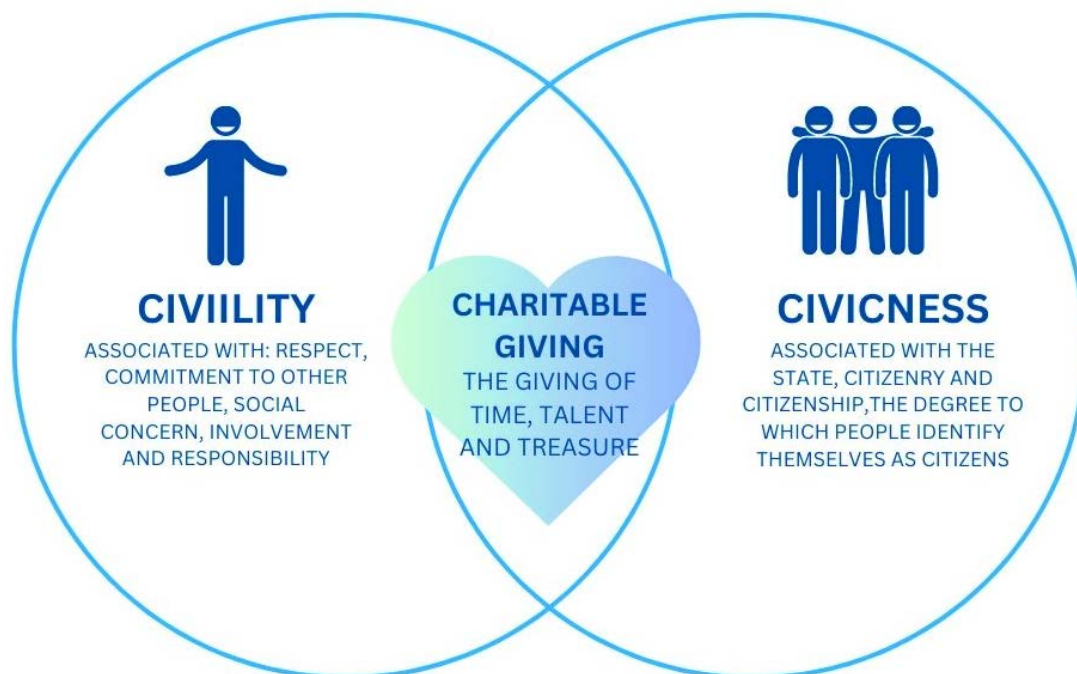 CIVIILITY
ASSOCIATED WITH: RESPECT,
COMMITMENT TO OTHER
PEOPLE, SOCIAL
CONCERN, INVOLVEMENT
AND RESPONSIBILITY
CHARITABLE
GIVING
THE GIVING OF
TIME, TALENT
AND TREASURE
CIVICNESS
ASSOCIATED WITH THE
STATE, CITIZENRY AND
CITIZENSHIP,THE DEGREE TO
WHICH PEOPLE IDENTIFY
THEMSELVES AS CITIZENS